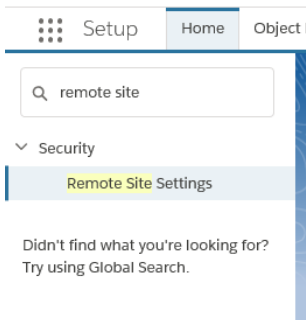 Setup Home Object
remote site
Security
Remote Site Settings
Didn't find what you're looking for?
Try using Global Search.